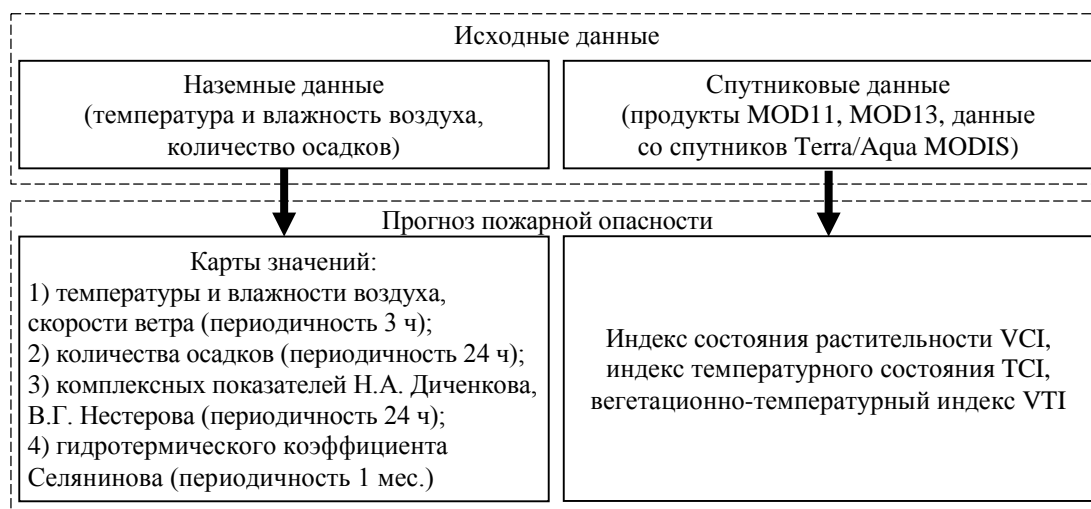 Исходные данные
Наземные данные
(температура и влажность воздуха,
количество осадков)
Спутниковые данные
(продукты MOD11, MOD13, данные
со спутников Terra/Aqua MODIS)
Прогноз пожарной опасности
Карты значений:
1) температуры и влажности воздуха,
скорости ветра (периодичность 3 ч);
2) количества осадков (периодичность 24 ч);
3) комплексных показателей Н.А. Диченкова,
В.Г. Нестерова (периодичность 24 ч);
4) гидротермического коэффициента
Селянинова (периодичность 1 мес.)
Индекс состояния растительности VCI,
индекс температурного состояния TCI,
вегетационно-температурный индекс VTI